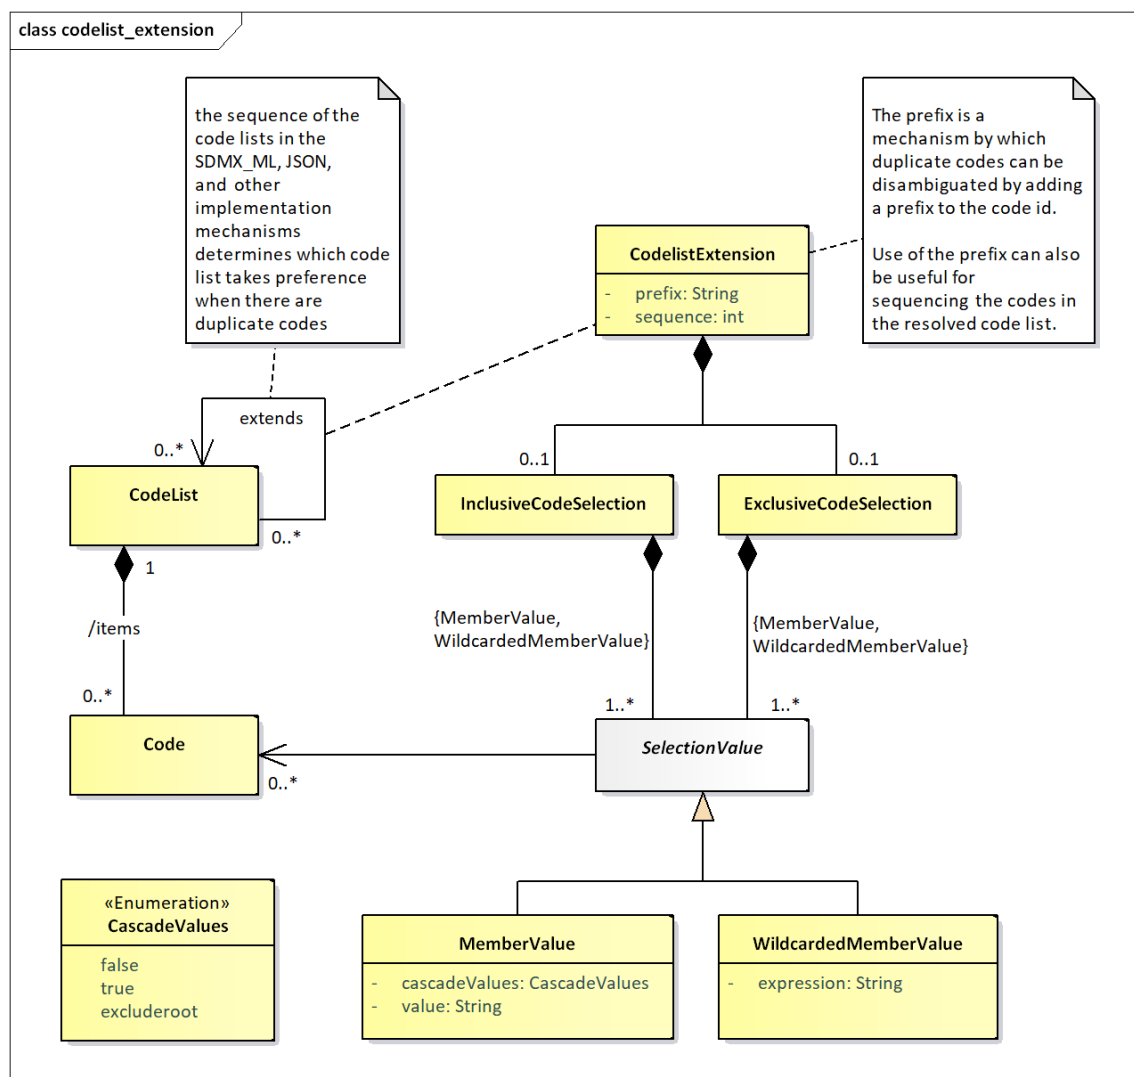 class codelist_extension
the sequence of the
code lists in the
SDMX_ML, JSON,
and other
implementation
mechanisms
determines which code
list takes preference
when there are
duplicate codes
The prefix is a
mechanism by which
duplicate codes can be
disambiguated by adding
a prefix to the code id.
Use of the prefix can also
be useful for
sequencing the codes in
the resolved code list.
CodelistExtension
- prefix: String
- sequence: int
extends
0..*
CodeList
0..*
1
/items
0..*
0..1
0..1
InclusiveCodeSelection
ExclusiveCodeSelection
{MemberValue,
WildcardedMemberValue}
{MemberValue,
WildcardedMemberValue}
1..*
1..*
Code
0..*
SelectionValue
«Enumeration»
CascadeValues
false
true
excluderoot
MemberValue
- cascadeValues: CascadeValues
- value: String
WildcardedMemberValue
- expression: String